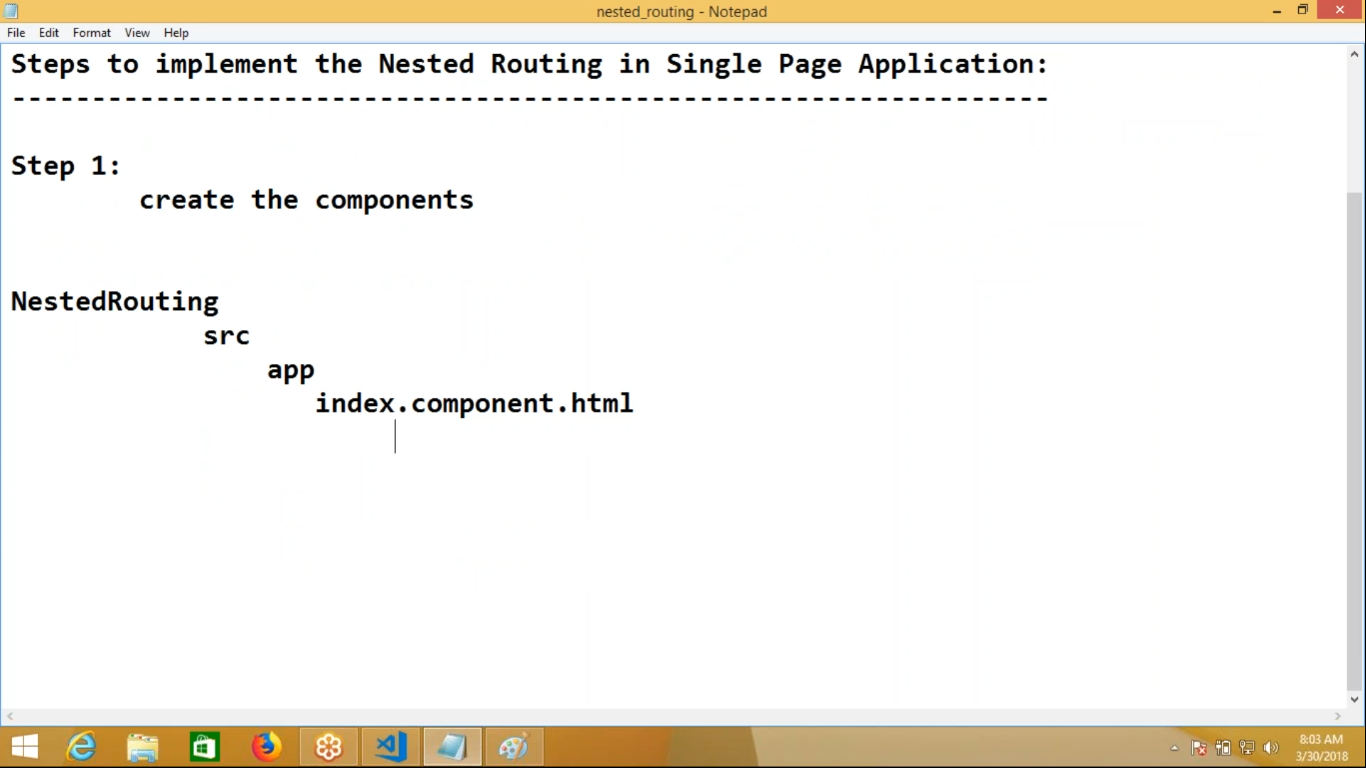 nested_routing - Notepad
File Edit Format View Help
Steps to implement the Nested Routing in Single Page Application:
-----------------------------------------------------------------
Step 1:
create the components
NestedRouting
src
app
index.component.html
8:03 AM
3/30/2018